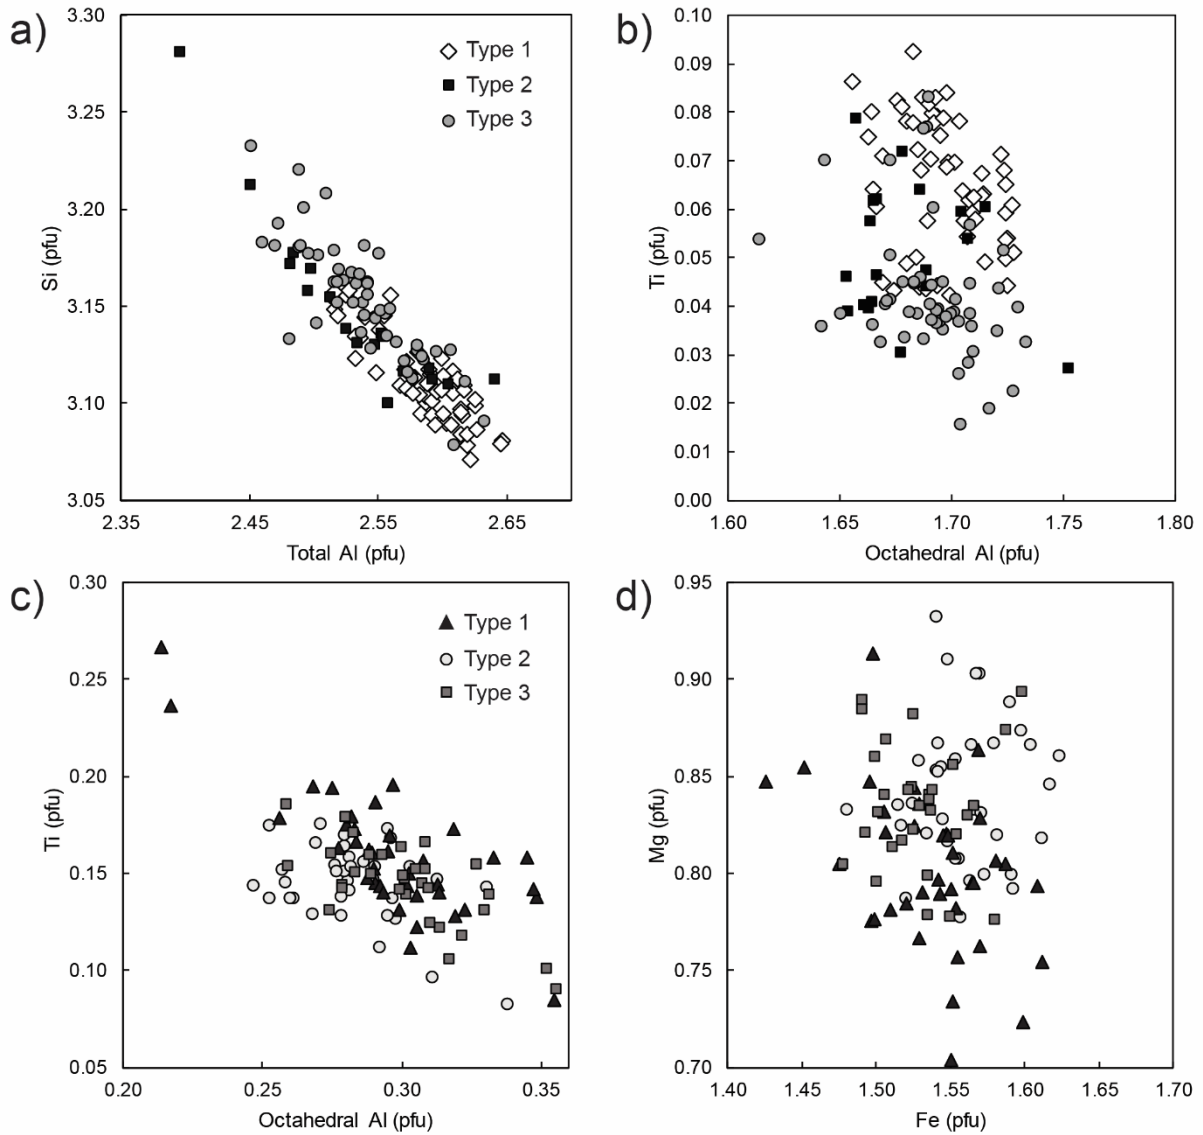 a)
3.30
3.25
3.20
3.15
3.10
3.05
Si (pfu)
2.35
2.45
2.55
2.65
Total Al (pfu)
Type 1
Type 2
Type 3
b)
0.10
0.09
0.08
0.07
0.06
0.05
0.04
0.03
0.02
0.01
0.00
Ti (pfu)
1.60
1.65
1.70
1.75
1.80
Octahedral Al (pfu)
c)
0.30
0.25
0.20
0.15
0.10
0.05
Ti (pfu)
0.20
0.25
0.30
0.35
Octahedral Al (pfu)
Type 1
Type 2
Type 3
d)
0.95
0.90
0.85
0.80
0.75
0.70
Mg (pfu)
1.40
1.45
1.50
1.55
1.60
1.65
1.70
Fe (pfu)